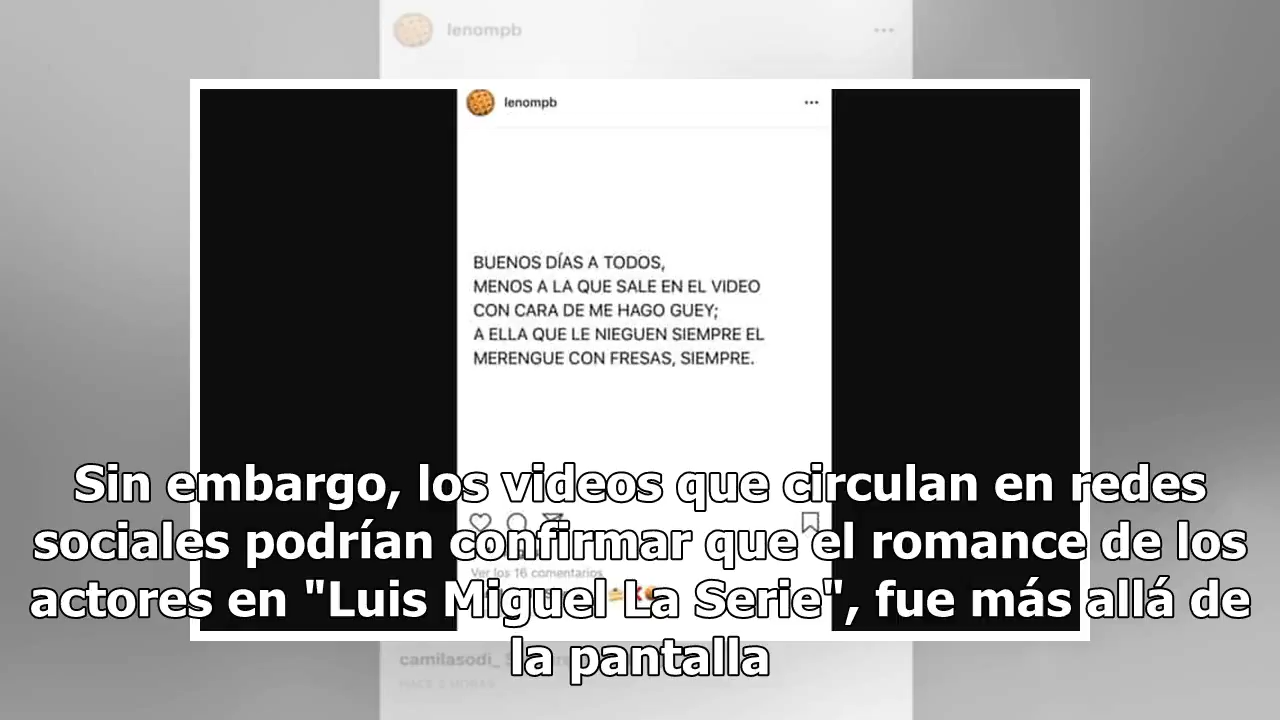 lenompb
lenompb
BUENOS DÍAS A TODOS,
MENOS A LA QUE SALE EN EL VIDEO
CON CARA DE ME HAGO GUEY;
A ELLA QUE LE NIEGUEN SIEMPRE EL
MERENGUE CON FRESAS, SIEMPRE.
Sin embargo, los videos que circulan en redes
sociales podrían confirmar que el romance de los
Ver los 16 comentarios
actores en "Luis Miguel La Serie", fue más allá de
la pantalla
camilasodi_
HACE 2 HORAS